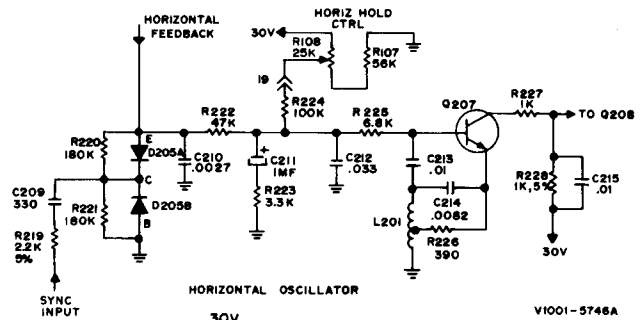 HORIZONTAL
FEEDBACK
HORIZ HOLD
CTRL
30V
R108
25K
R107
56K
19
R224
100K
R222
47K
R225
6.8K
Q207
R227
1K
TO Q208
R220
180K
E
D205A
C
D205B
B
C210
.0027
C211
+
1MF
R223
3.3K
C212
.033
C213
.01
C214
.0082
L201
R226
390
R228
1K,5%
C215
.01
30V
C209
330
R221
180K
R219
2.2K
5%
SYNC
INPUT
HORIZONTAL OSCILLATOR
30V
V1001-5746A